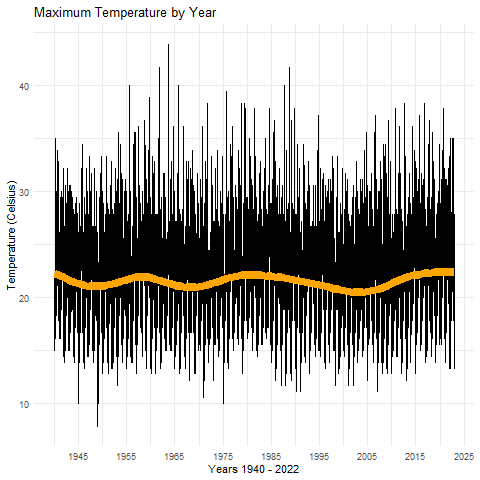 Maximum Temperature by Year
Temperature (Celsius)
40
30
20
10
1945 1955 1965 1975 1985 1995 2005 2015 2025
Years 1940 - 2022